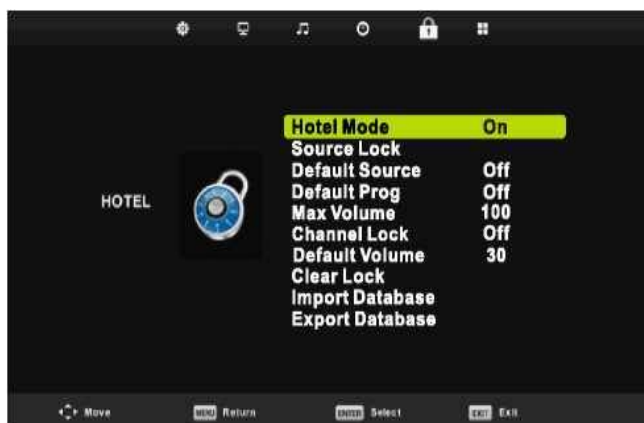 Hotel Mode On
Source Lock
Default Source Off
Default Prog Off
HOTEL
Max Volume 100
Channel Lock Off
Default Volume 30
Clear Lock
Import Database
Export Database
Move MENU Return ENTER Select EXIT Exit